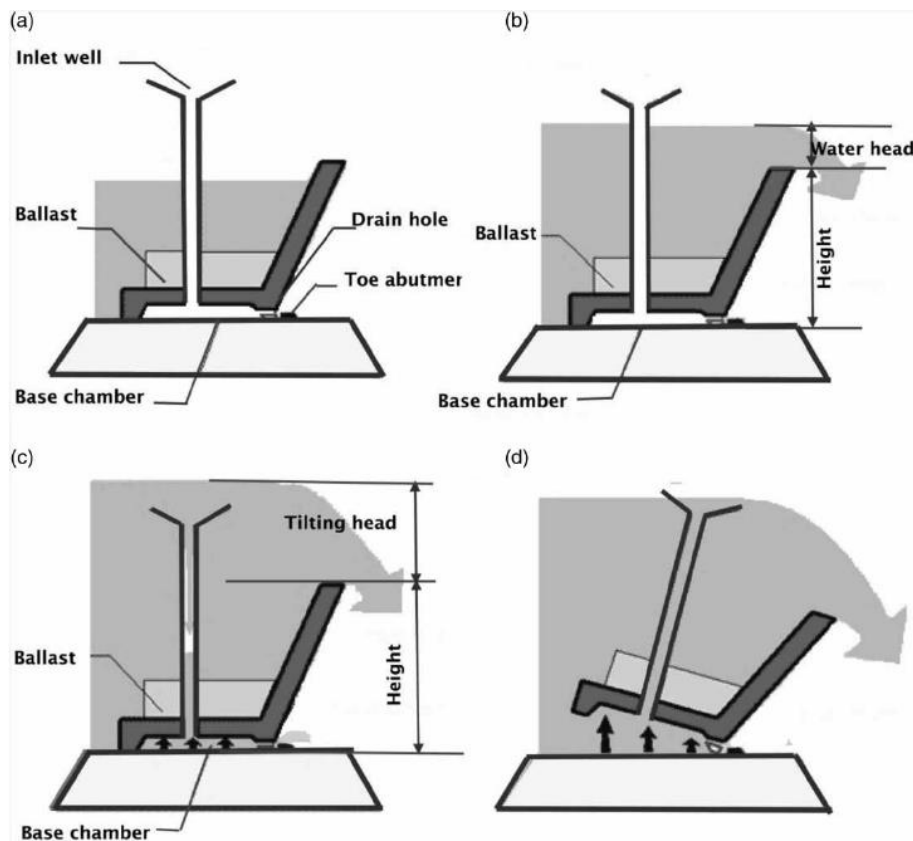 (a)
Inlet well
Ballast
Drain hole
Toe abutmer
Base chamber
(b)
Water head
Ballast
Height
Base chamber
(c)
Tilting head
Ballast
Height
Base chamber
(d)